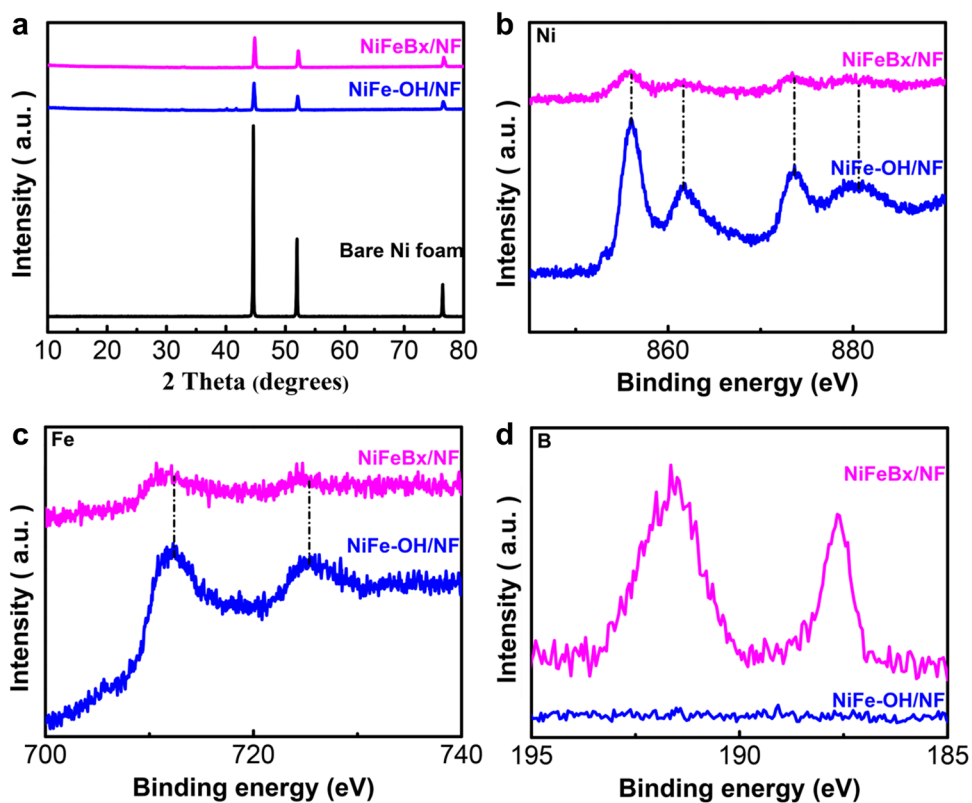 a
NiFeBx/NF
NiFe-OH/NF
Bare Ni foam
Intensity ( a.u.)
10 20 30 40 50 60 70 80
2 Theta (degrees)
b
Ni
NiFeBx/NF
NiFe-OH/NF
Intensity ( a.u.)
860 880
Binding energy (eV)
c
Fe
NiFeBx/NF
NiFe-OH/NF
Intensity ( a.u.)
700 720 740
Binding energy (eV)
d
B
NiFeBx/NF
NiFe-OH/NF
Intensity ( a.u.)
195 190 185
Binding energy (eV)